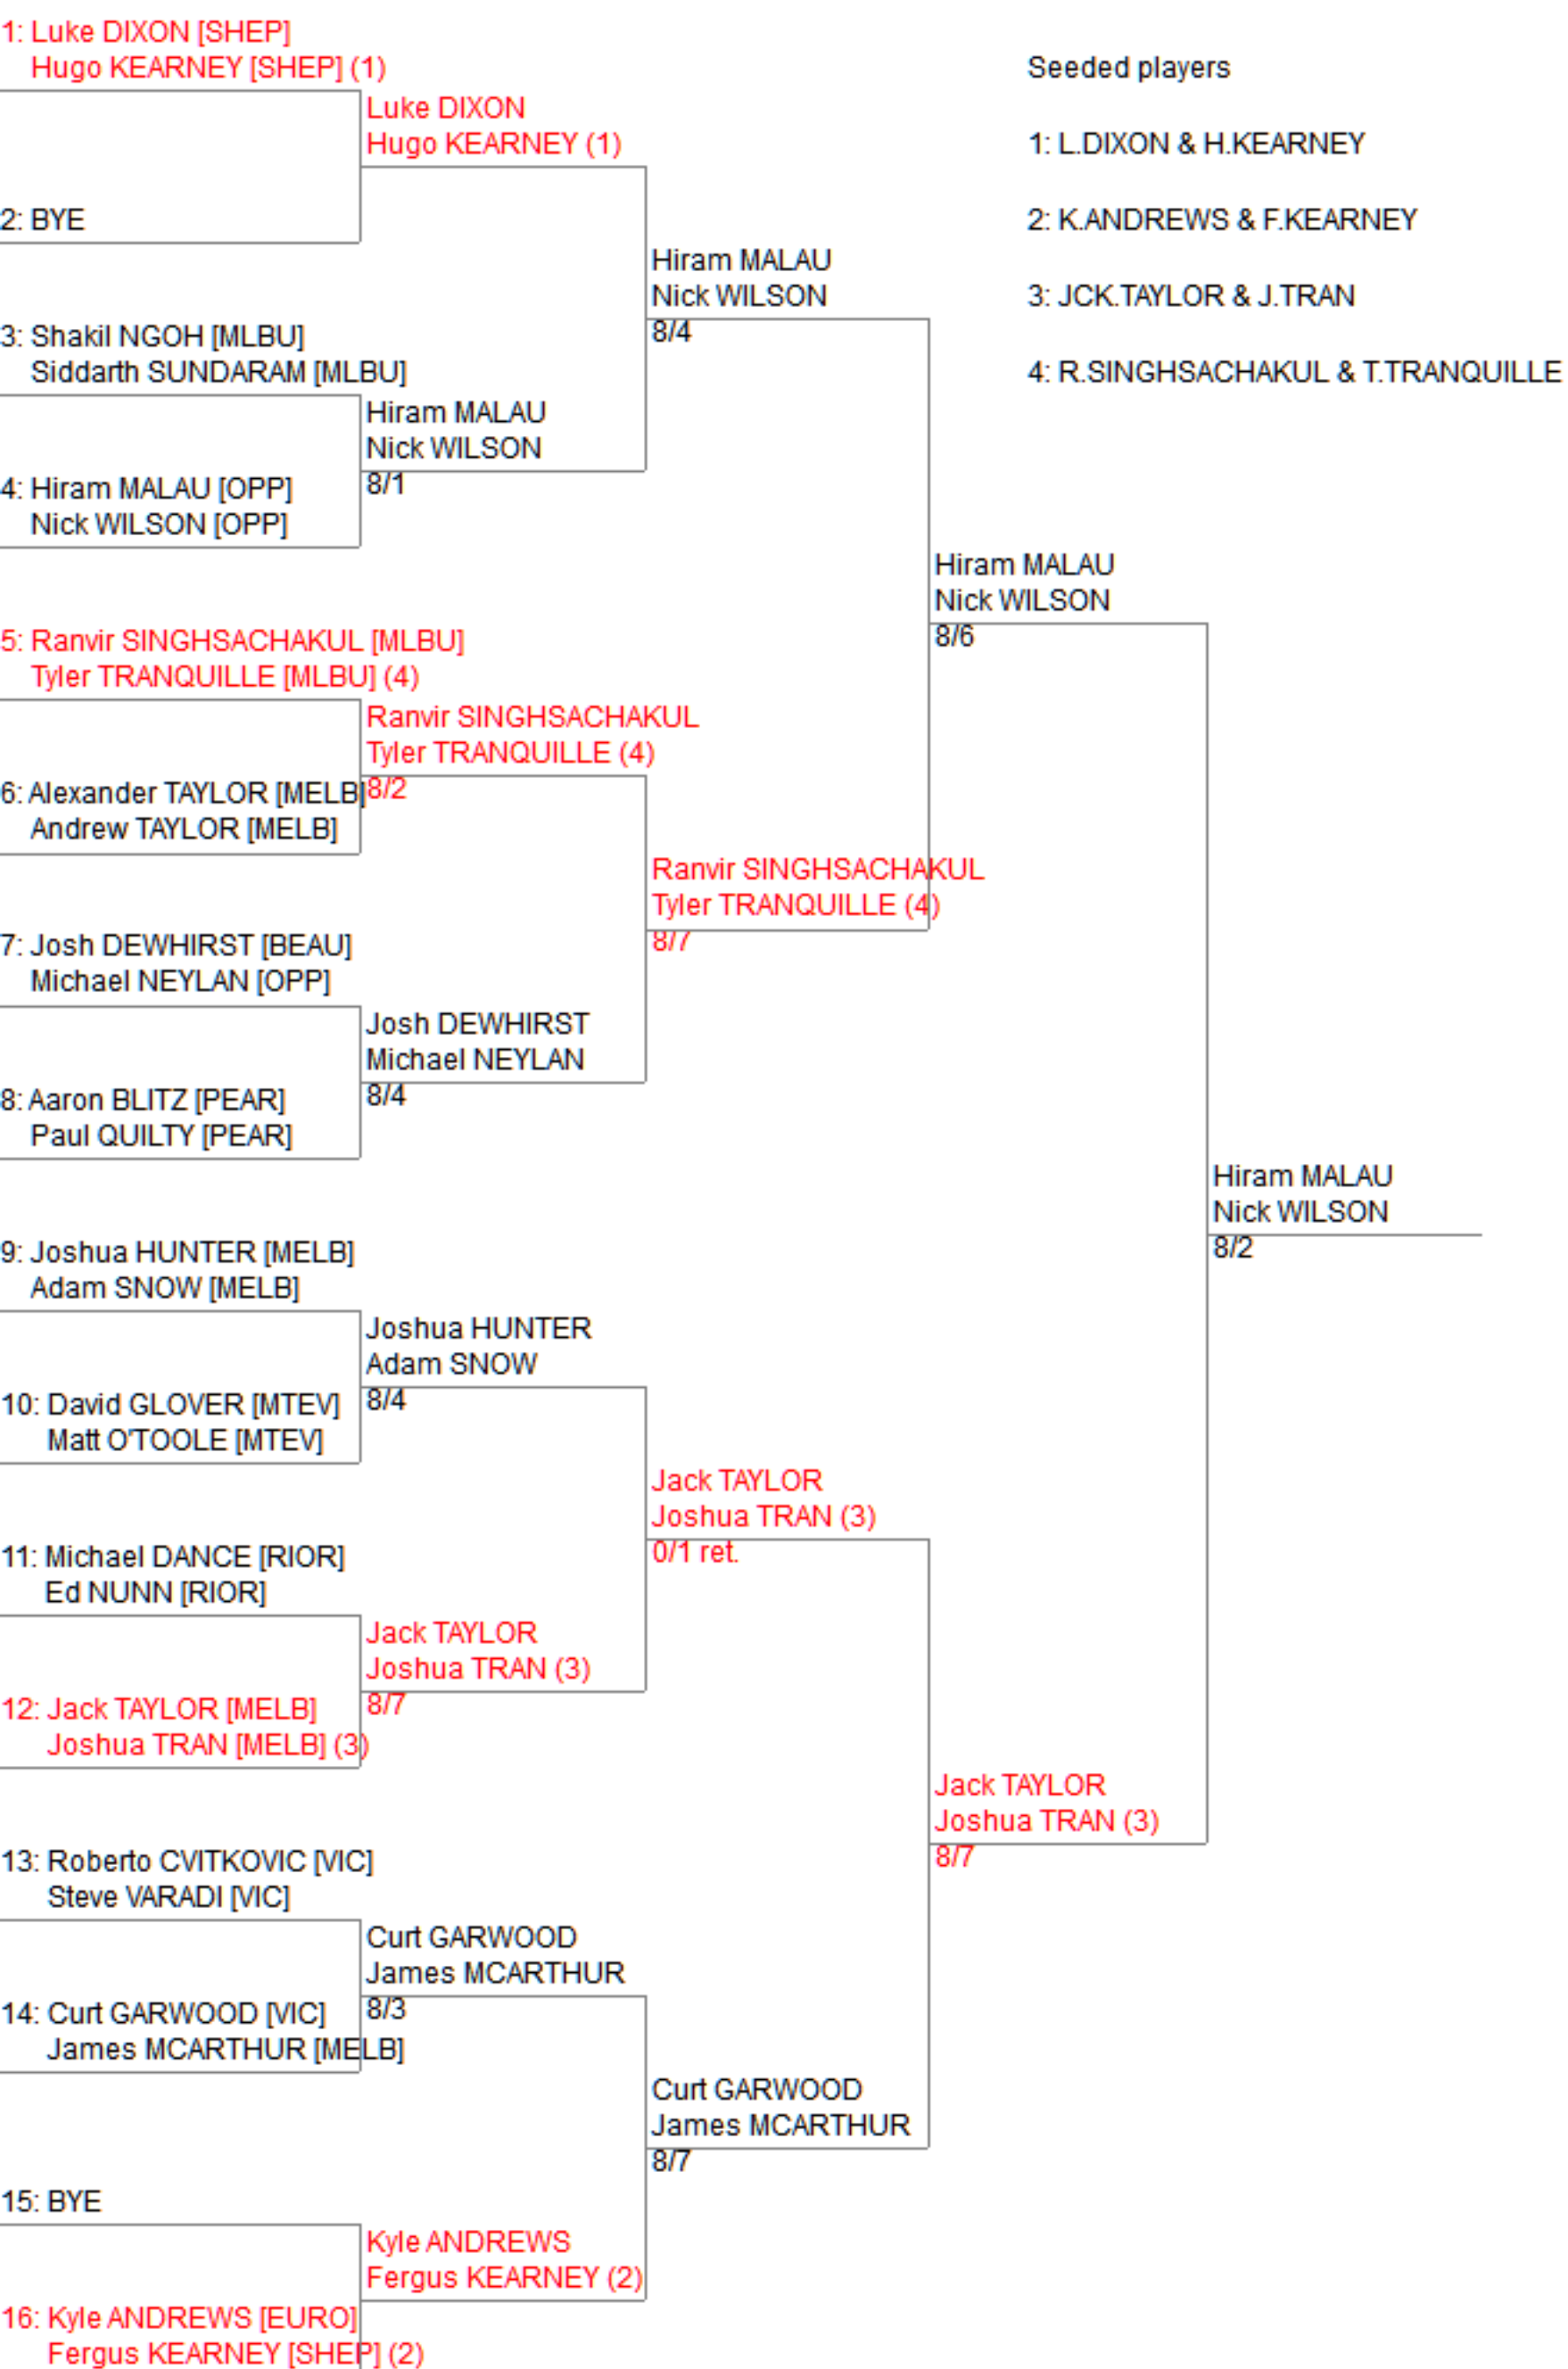 1: Luke DIXON [SHEP]
Hugo KEARNEY [SHEP] (1)
2: BYE
3: Shakil NGOH [MLBU]
Siddarth SUNDARAM [MLBU]
4: Hiram MALAU [OPP]
Nick WILSON [OPP]
5: Ranvir SINGHSACHAKUL [MLBU]
Tyler TRANQUILLE [MLBU] (4)
6: Alexander TAYLOR [MELB]
Andrew TAYLOR [MELB]
7: Josh DEWHIRST [BEAU]
Michael NEYLAN [OPP]
8: Aaron BLITZ [PEAR]
Paul QUILTY [PEAR]
9: Joshua HUNTER [MELB]
Adam SNOW [MELB]
10: David GLOVER [MTEV]
Matt O'TOOLE [MTEV]
11: Michael DANCE [RIOR]
Ed NUNN [RIOR]
12: Jack TAYLOR [MELB]
Joshua TRAN [MELB] (3)
13: Roberto CVITKOVIC [VIC]
Steve VARADI [VIC]
14: Curt GARWOOD [VIC]
James MCARTHUR [MELB]
15: BYE
16: Kyle ANDREWS [EURO]
Fergus KEARNEY [SHEP] (2)
Luke DIXON
Hugo KEARNEY (1)
Hiram MALAU
Nick WILSON
8/1
Ranvir SINGHSACHAKUL
Tyler TRANQUILLE (4)
8/2
Josh DEWHIRST
Michael NEYLAN
8/4
Joshua HUNTER
Adam SNOW
8/4
Jack TAYLOR
Joshua TRAN (3)
8/7
Curt GARWOOD
James MCARTHUR
8/3
Kyle ANDREWS
Fergus KEARNEY (2)
Hiram MALAU
Nick WILSON
8/4
Ranvir SINGHSACHAKUL
Tyler TRANQUILLE (4)
8/7
Jack TAYLOR
Joshua TRAN (3)
0/1 ret.
Curt GARWOOD
James MCARTHUR
8/7
Hiram MALAU
Nick WILSON
8/6
Jack TAYLOR
Joshua TRAN (3)
8/7
Hiram MALAU
Nick WILSON
8/2
Seeded players
1: L.DIXON & H.KEARNEY
2: K.ANDREWS & F.KEARNEY
3: JCK.TAYLOR & J.TRAN
4: R.SINGHSACHAKUL & T.TRANQUILLE